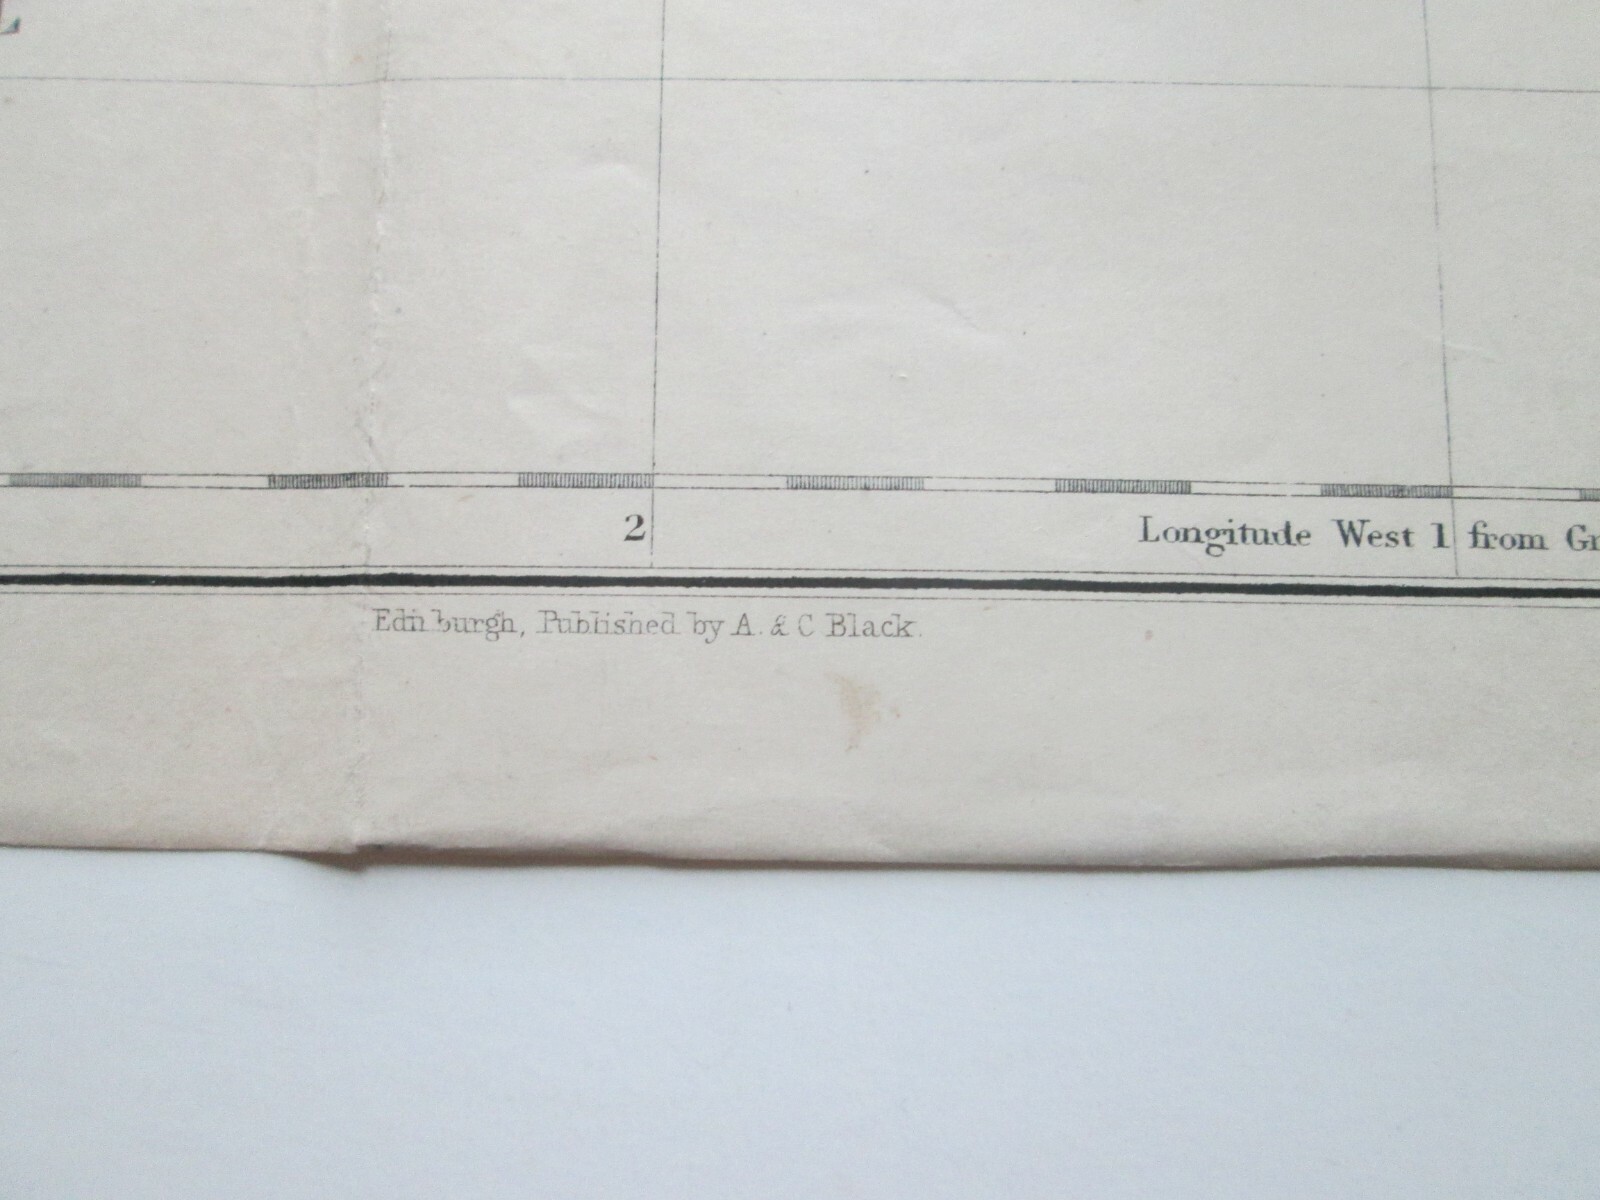 2
Longitude West 1 from
Edinburgh, Published by A. & C Black.